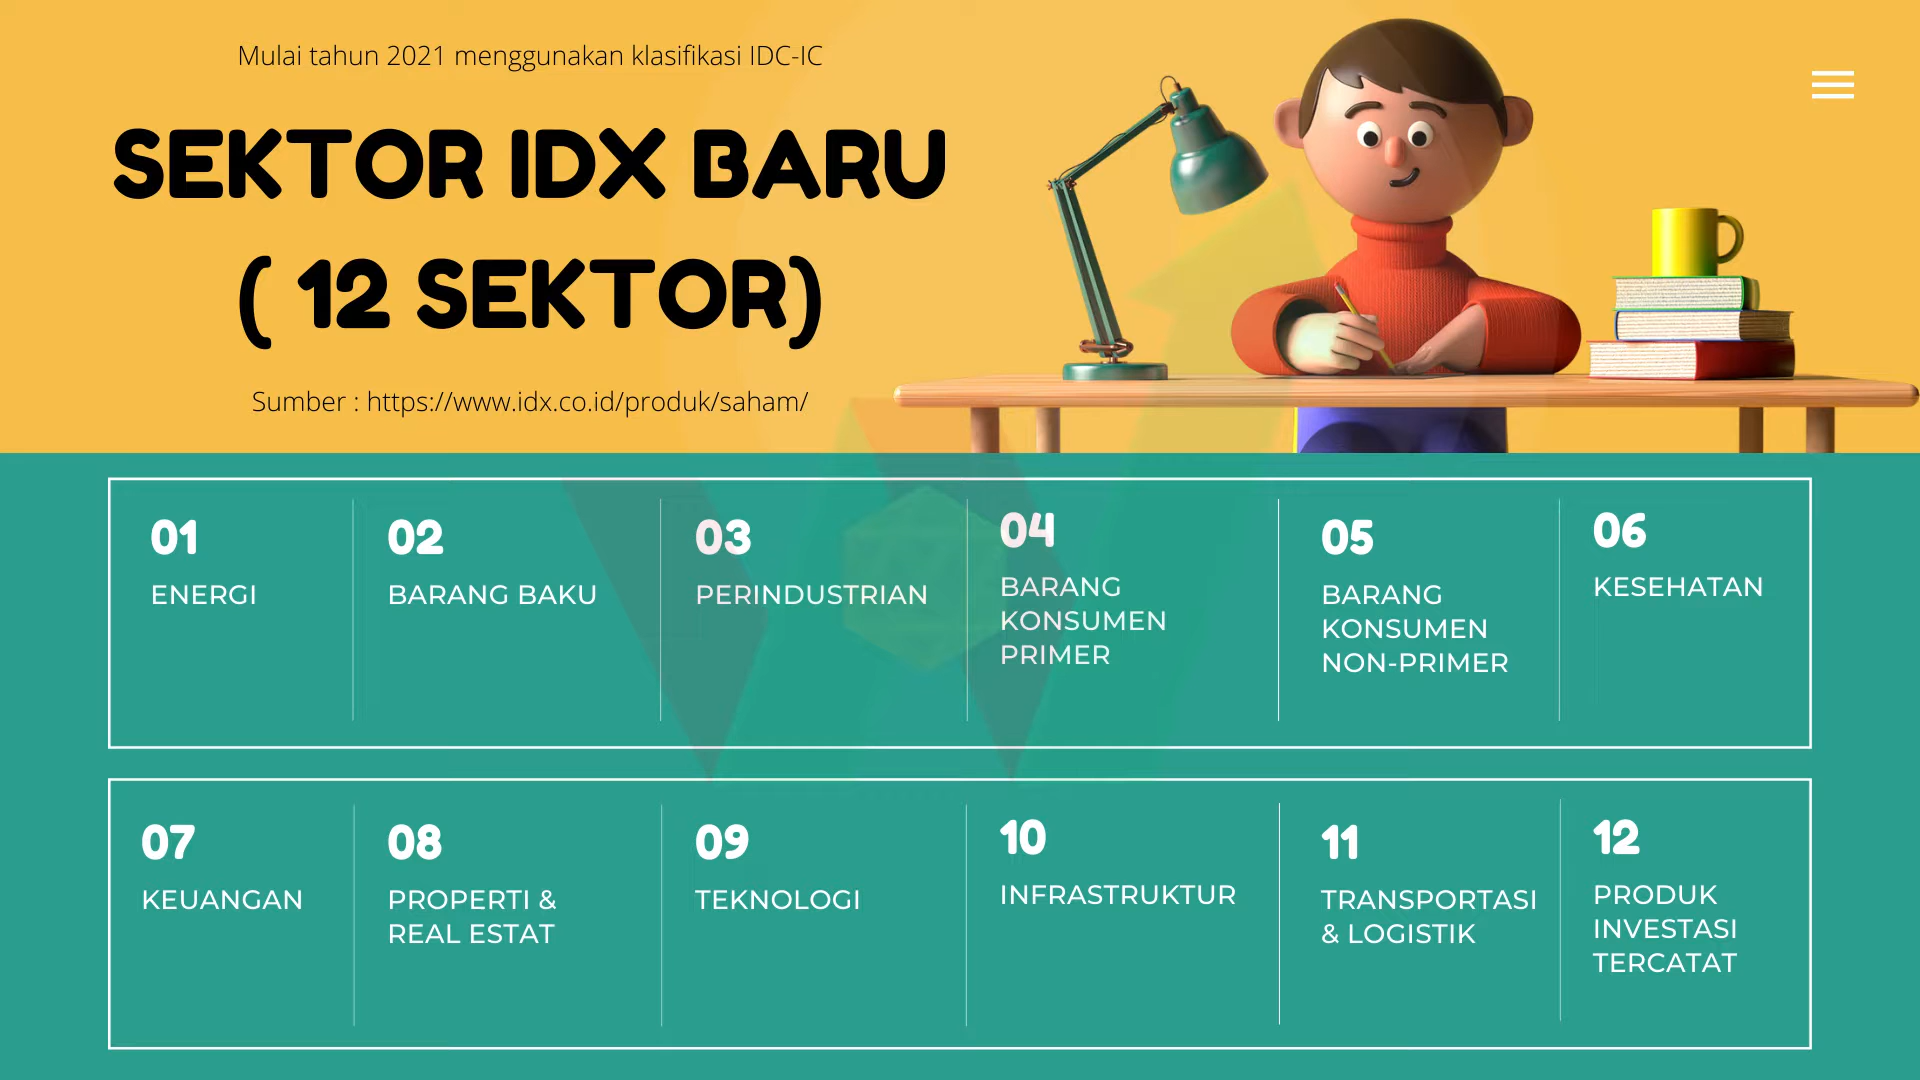 Mulai tahun 2021 menggunakan klasifikasi IDC-IC
SEKTOR IDX BARU
( 12 SEKTOR)
Sumber : https://www.idx.co.id/produk/saham/
01
ENERGI
02
BARANG BAKU
03
PERINDUSTRIAN
04
BARANG
KONSUMEN
PRIMER
05
BARANG
KONSUMEN
NON-PRIMER
06
KESEHATAN
07
KEUANGAN
08
PROPERTI &
REAL ESTAT
09
TEKNOLOGI
10
INFRASTRUKTUR
11
TRANSPORTASI
& LOGISTIK
12
PRODUK
INVESTASI
TERCATAT